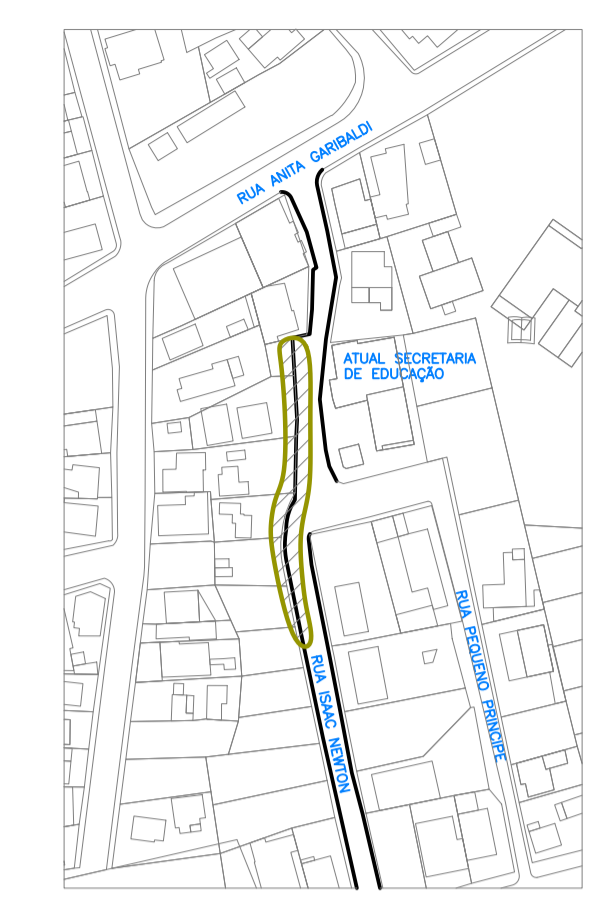 RUA ANITA GARIBALDI
ATUAL SECRETARIA
DE EDUCAÇÃO
RUA PEQUENO PRINCIPE
RUA ISAAC NEWTON